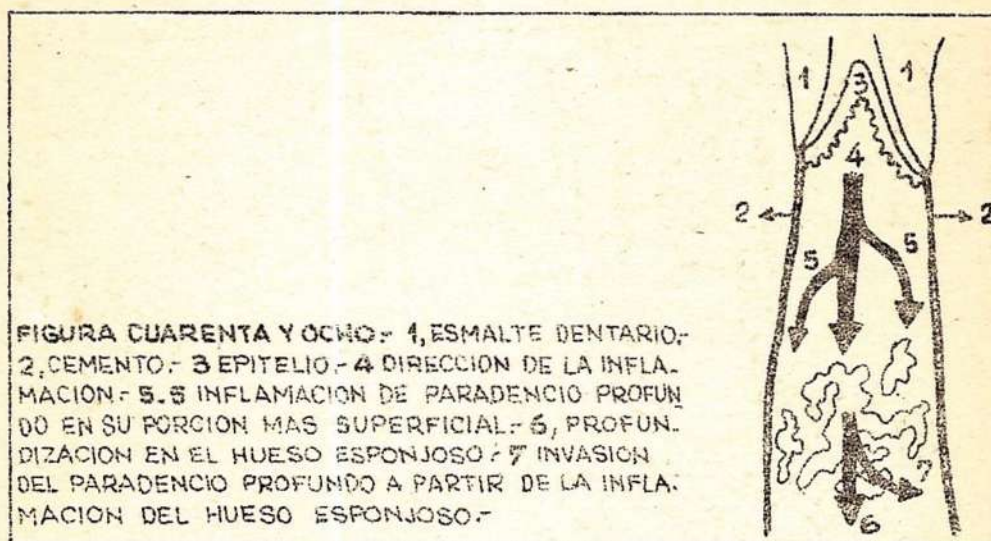 1 3 1
4
2 2
5 5
FIGURA CUARENTA Y OCHO.- 1, ESMALTE DENTARIO.-
2, CEMENTO.- 3 EPITELIO.- 4 DIRECCION DE LA INFLA-
MACION.- 5.5 INFLAMACION DE PARADENCIO PROFUN
DO EN SU PORCION MAS SUPERFICIAL.- 6, PROFUN-
DIZACION EN EL HUESO ESPONJOSO.- 7 INVASION
DEL PARADENCIO PROFUNDO A PARTIR DE LA INFLA-
MACION DEL HUESO ESPONJOSO.-
7
6